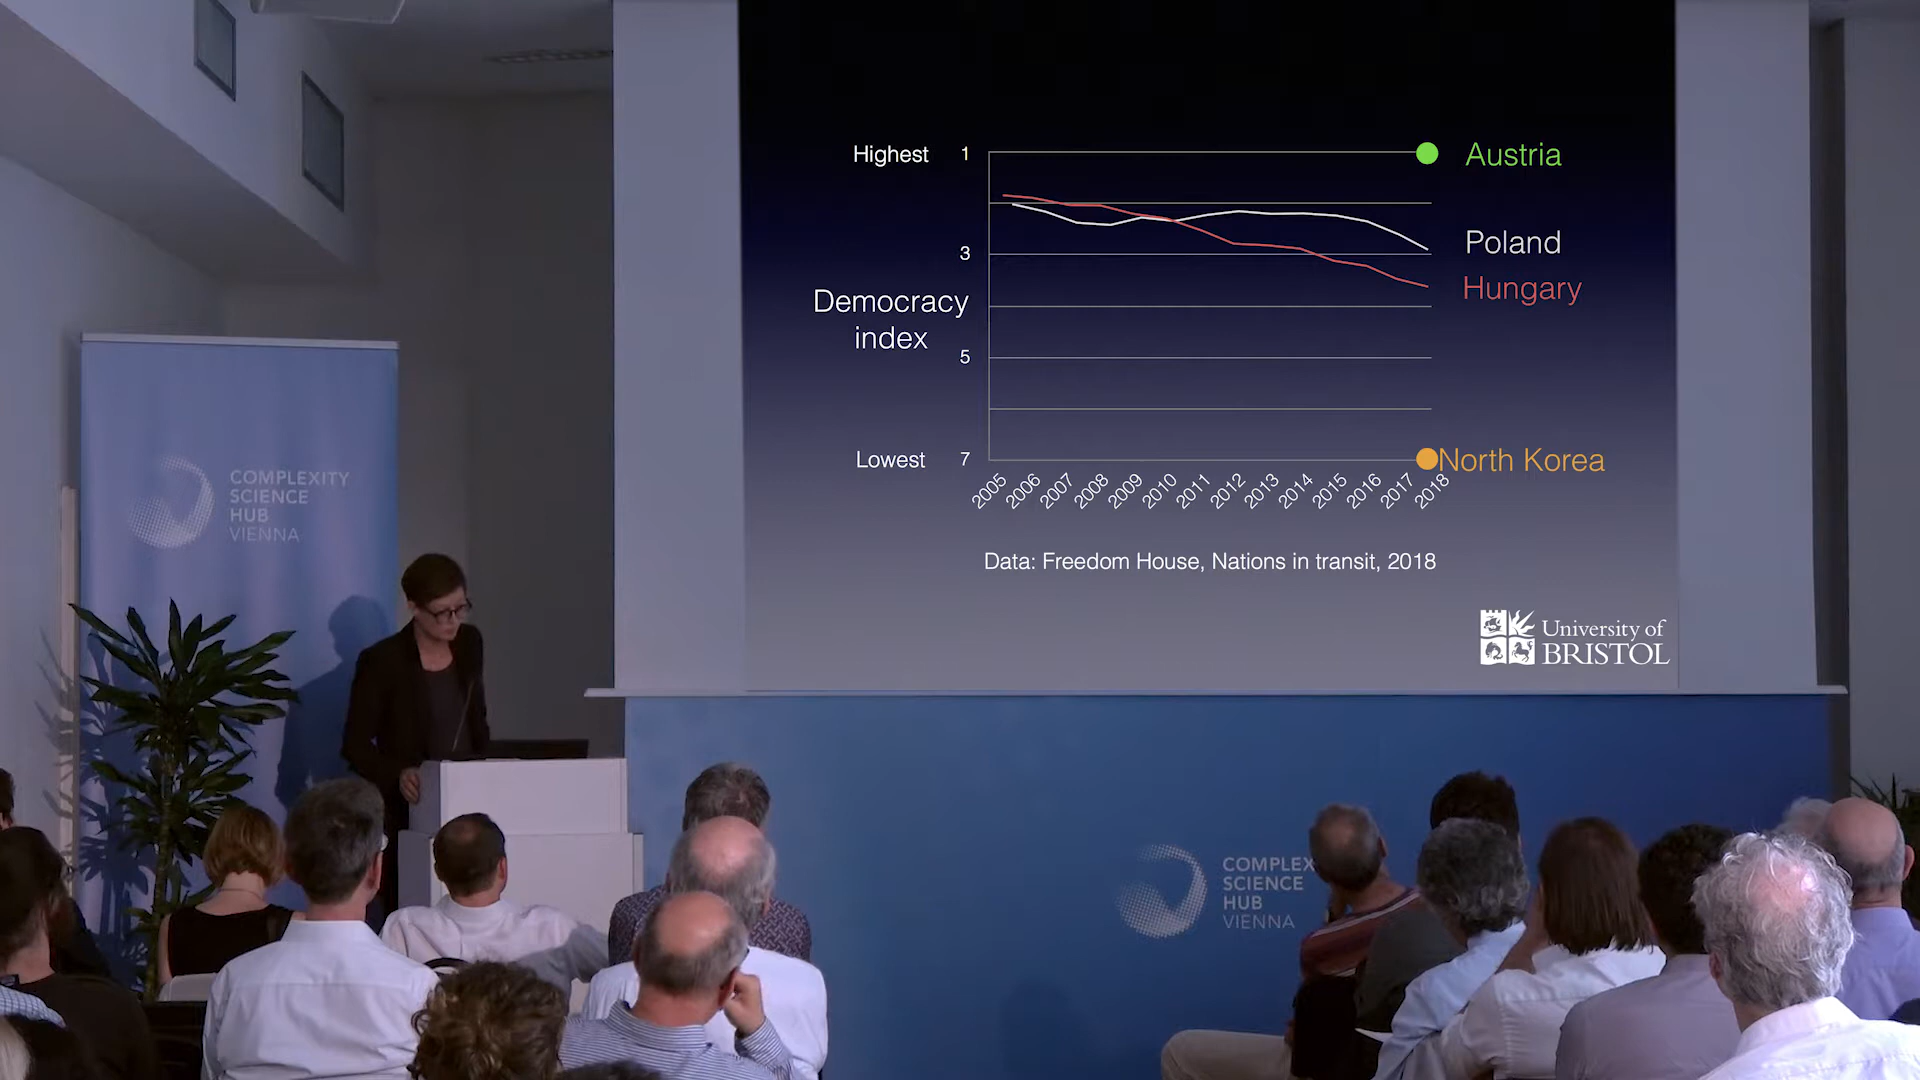 Highest 1
Austria
Poland
3
Hungary
Democracy
index
5
Lowest 7
North Korea
2005 2006 2007 2008 2009 2010 2011 2012 2013 2014 2015 2016 2017 2018
Data: Freedom House, Nations in transit, 2018
University of
BRISTOL
COMPLEXITY
SCIENCE
HUB
VIENNA
COMPLEX
SCIENCE
HUB
VIENNA